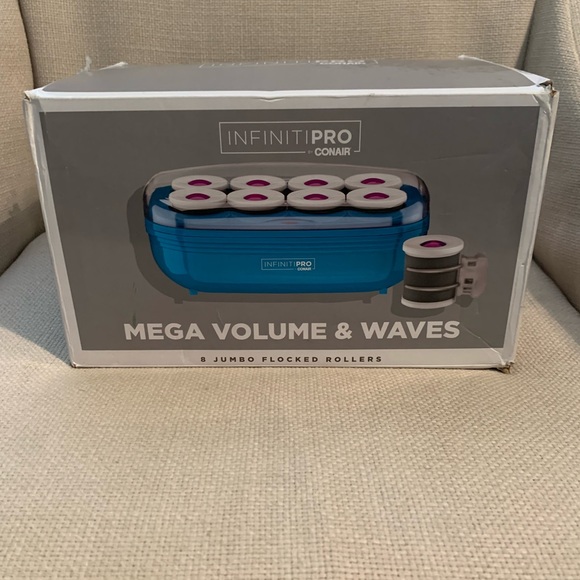 INFINITIPRO
BY CONAIR
INFINITIPRO
CONAIR
MEGA VOLUME & WAVES
8 JUMBO FLOCKED ROLLERS